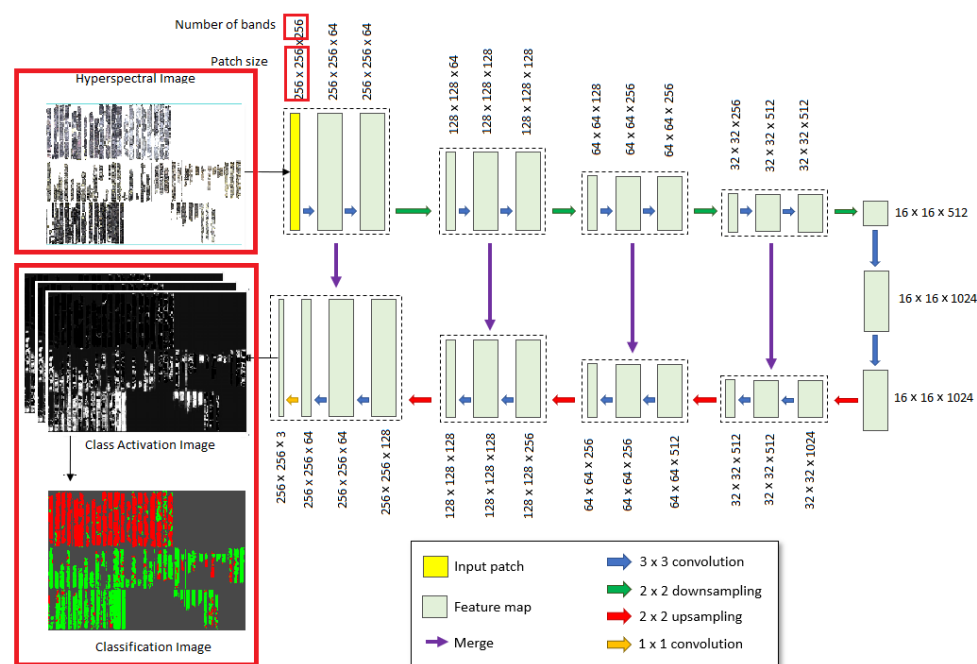 Number of bands
Patch size
256 x 256 x 256
256 x 256 x 64
256 x 256 x 64
128 x 128 x 64
128 x 128 x 128
128 x 128 x 128
64 x 64 x 128
64 x 64 x 256
64 x 64 x 256
32 x 32 x 256
32 x 32 x 512
32 x 32 x 512
Hyperspectral Image
16 x 16 x 512
16 x 16 x 1024
16 x 16 x 1024
Class Activation Image
256 x 256 x 3
256 x 256 x 64
256 x 256 x 64
256 x 256 x 128
128 x 128 x 128
128 x 128 x 128
128 x 128 x 256
64 x 64 x 256
64 x 64 x 256
64 x 64 x 512
32 x 32 x 512
32 x 32 x 512
32 x 32 x 1024
Classification Image
Input patch
Feature map
Merge
3 x 3 convolution
2 x 2 downsampling
2 x 2 upsampling
1 x 1 convolution